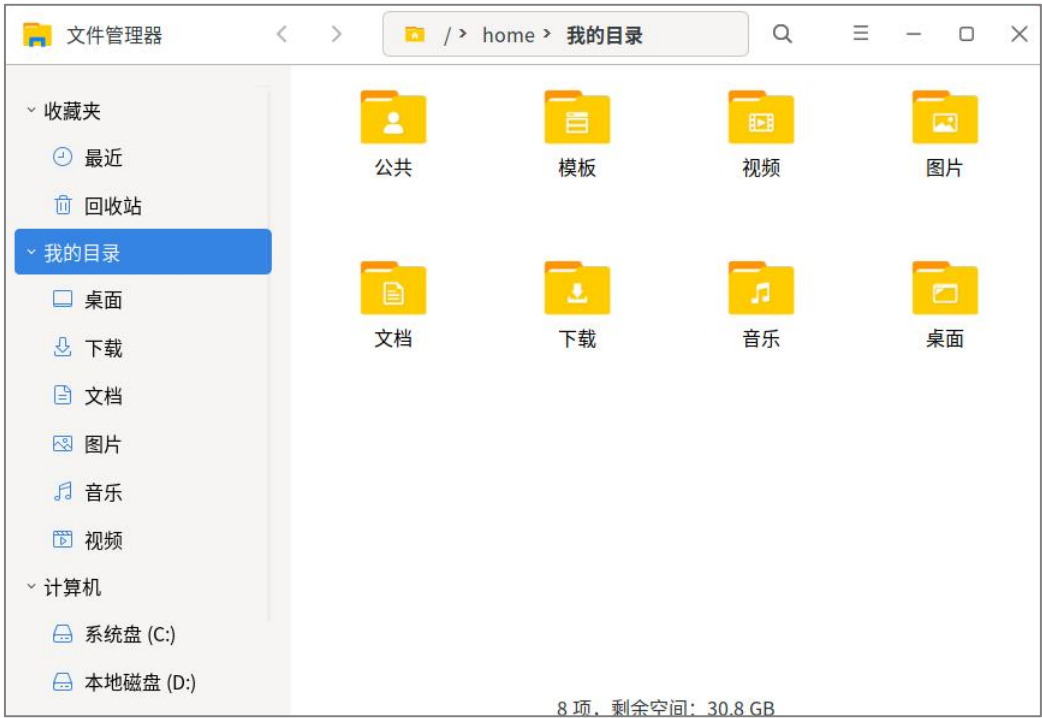 文件管理器
/ › home › 我的目录
收藏夹
最近
回收站
我的目录
桌面
下载
文档
图片
音乐
视频
计算机
系统盘 (C:)
本地磁盘 (D:)
公共 模板 视频 图片
文档 下载 音乐 桌面
8 项，剩余空间：30.8 GB